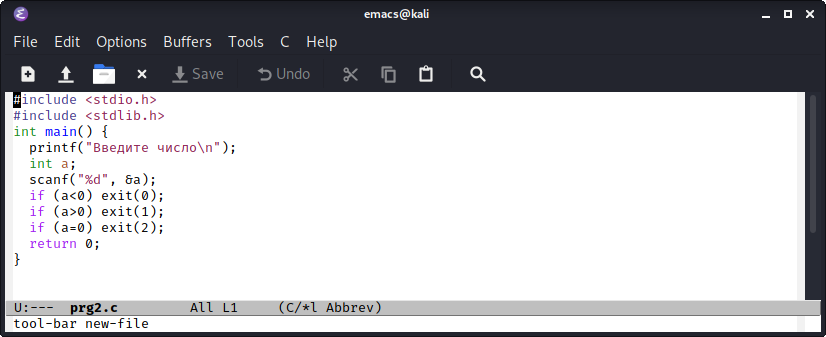 emacs@kali
File Edit Options Buffers Tools C Help
Save Undo
#include <stdio.h>
#include <stdlib.h>
int main() {
  printf("Введите число\n");
  int a;
  scanf("%d", &a);
  if (a<0) exit(0);
  if (a>0) exit(1);
  if (a=0) exit(2);
  return 0;
}
U:--- prg2.c All L1 (C/*l Abbrev)
tool-bar new-file